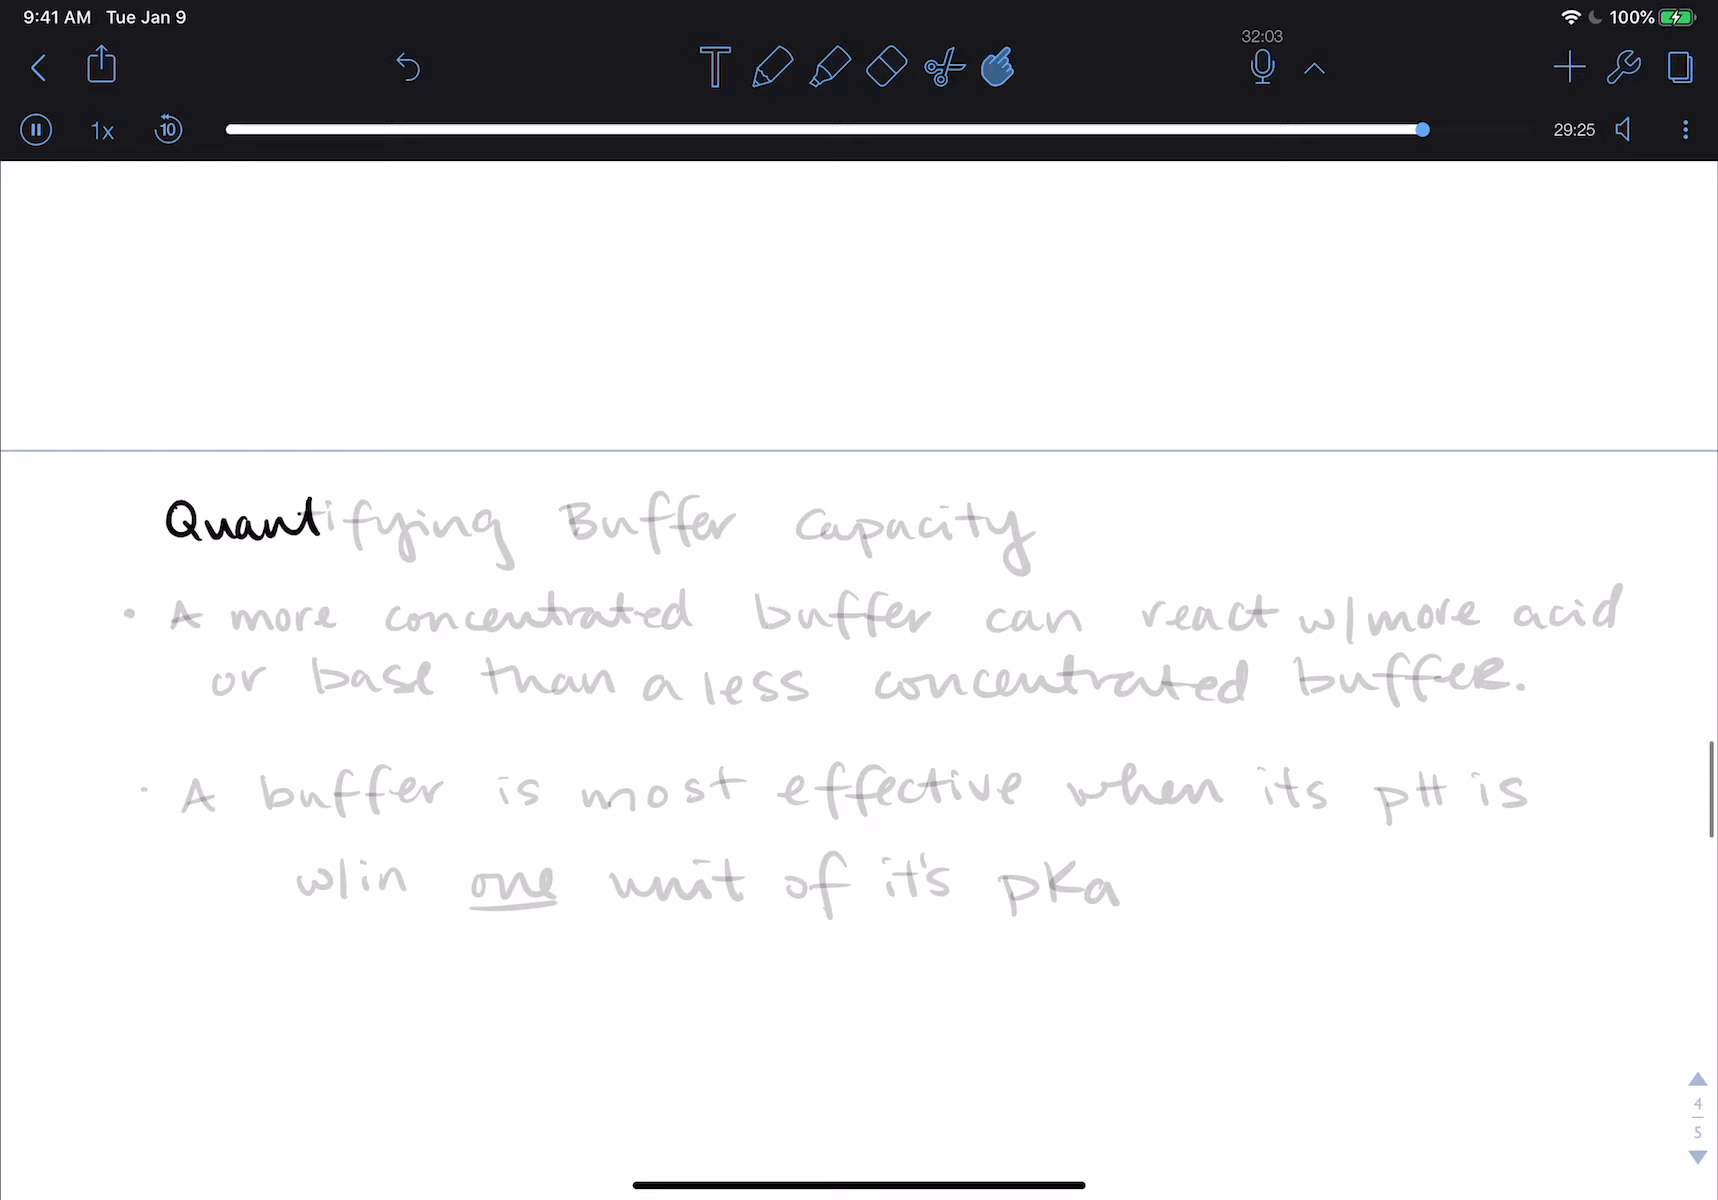 9:41 AM Tue Jan 9
100%
32:03
1x
10
29:25
Quantifying Buffer Capacity
• A more concentrated buffer can react w/more acid
or base than a less concentrated buffer.
• A buffer is most effective when its pH is
w/in one unit of it's pKa
4
5